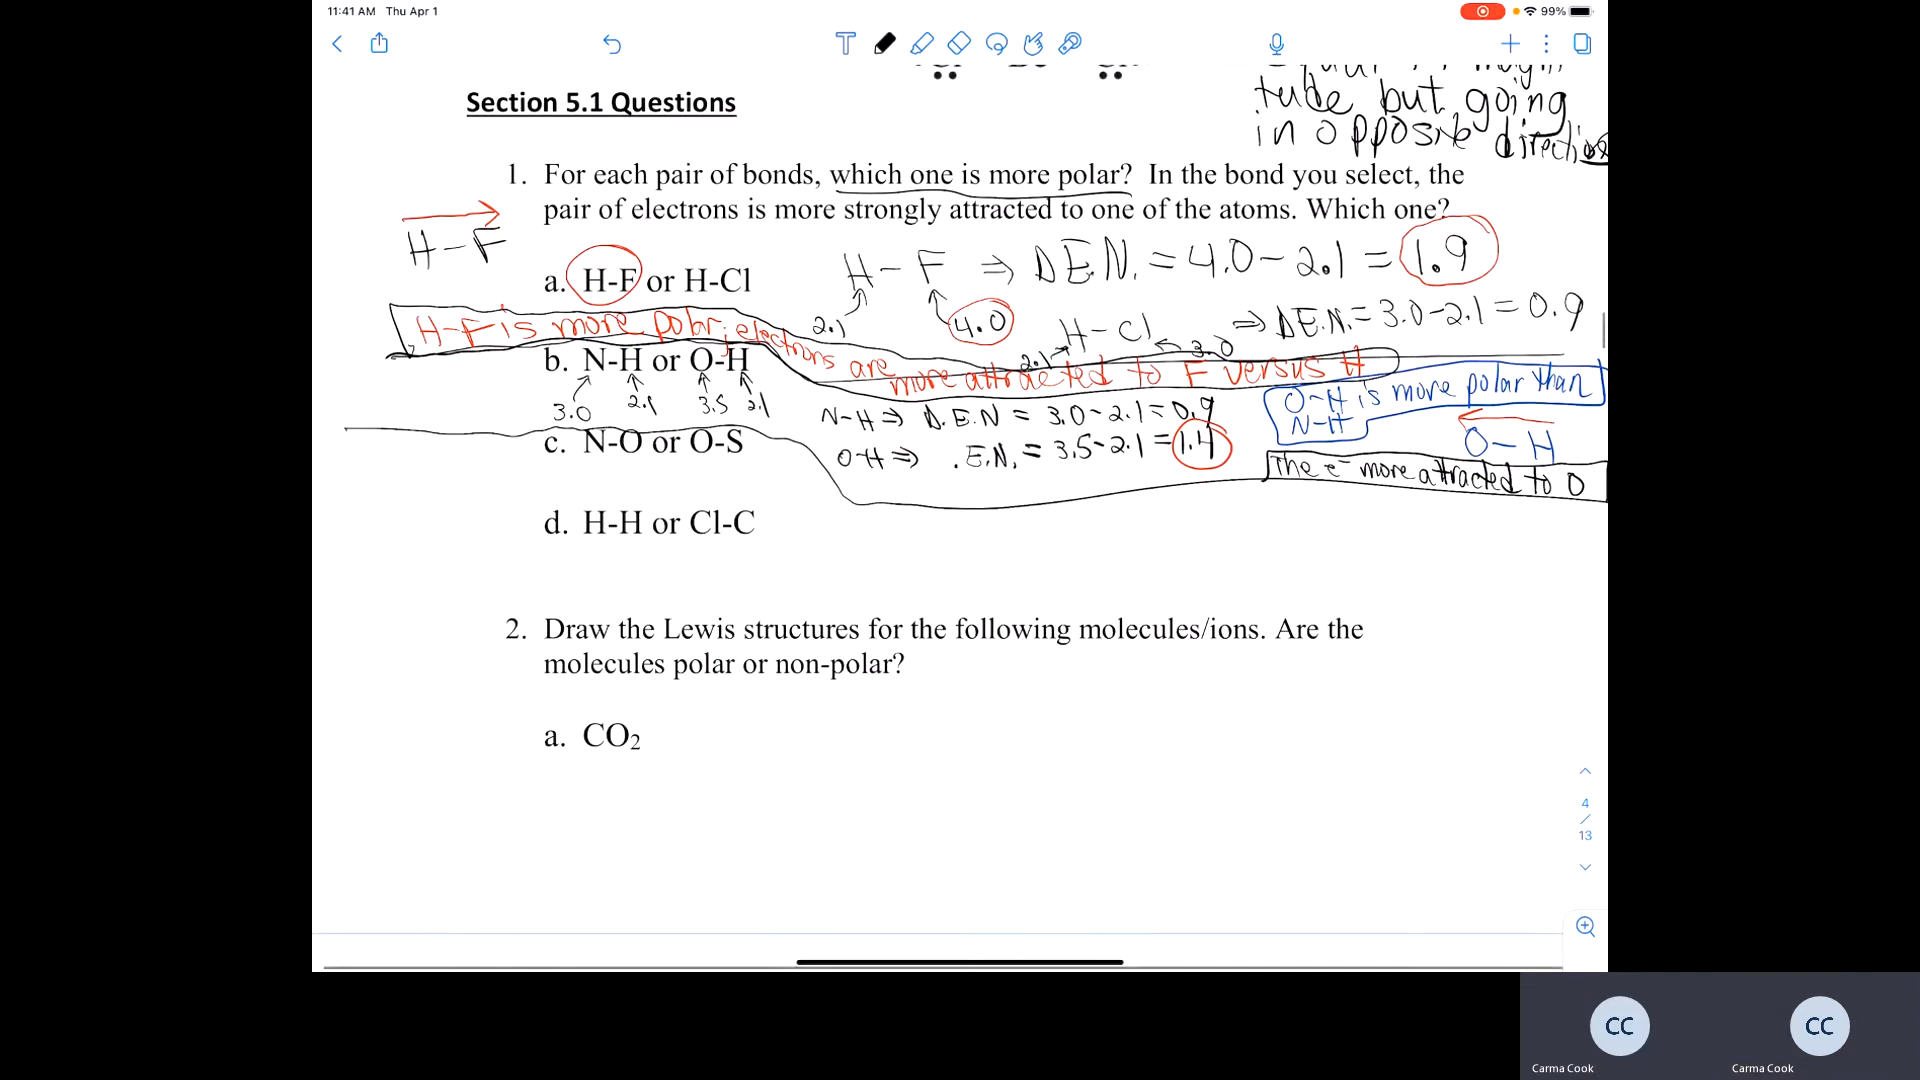 11:41 AM Thu Apr 1
99%
tude but going
in opposite directions
Section 5.1 Questions
1. For each pair of bonds, which one is more polar? In the bond you select, the
pair of electrons is more strongly attracted to one of the atoms. Which one?
H-F
a. H-F or H-Cl
H-F ⇒ ΔE.N. = 4.0-2.1 = 1.9
2.1
4.0
H-Cl ⇒ ΔE.N. = 3.0-2.1 = 0.9
2.1
3.0
H-F is more polar; electrons are
more attracted to F versus H
b. N-H or O-H
3.0 2.1 3.5 2.1
N-H ⇒ Δ.E.N = 3.0-2.1 = 0.9
O-H ⇒ .E.N. = 3.5-2.1 = 1.4
O-H is more polar than
N-H
O-H
The e⁻ more attracted to O
c. N-O or O-S
d. H-H or Cl-C
2. Draw the Lewis structures for the following molecules/ions. Are the
molecules polar or non-polar?
a. CO₂
4
/
13
CC CC
Carma Cook Carma Cook